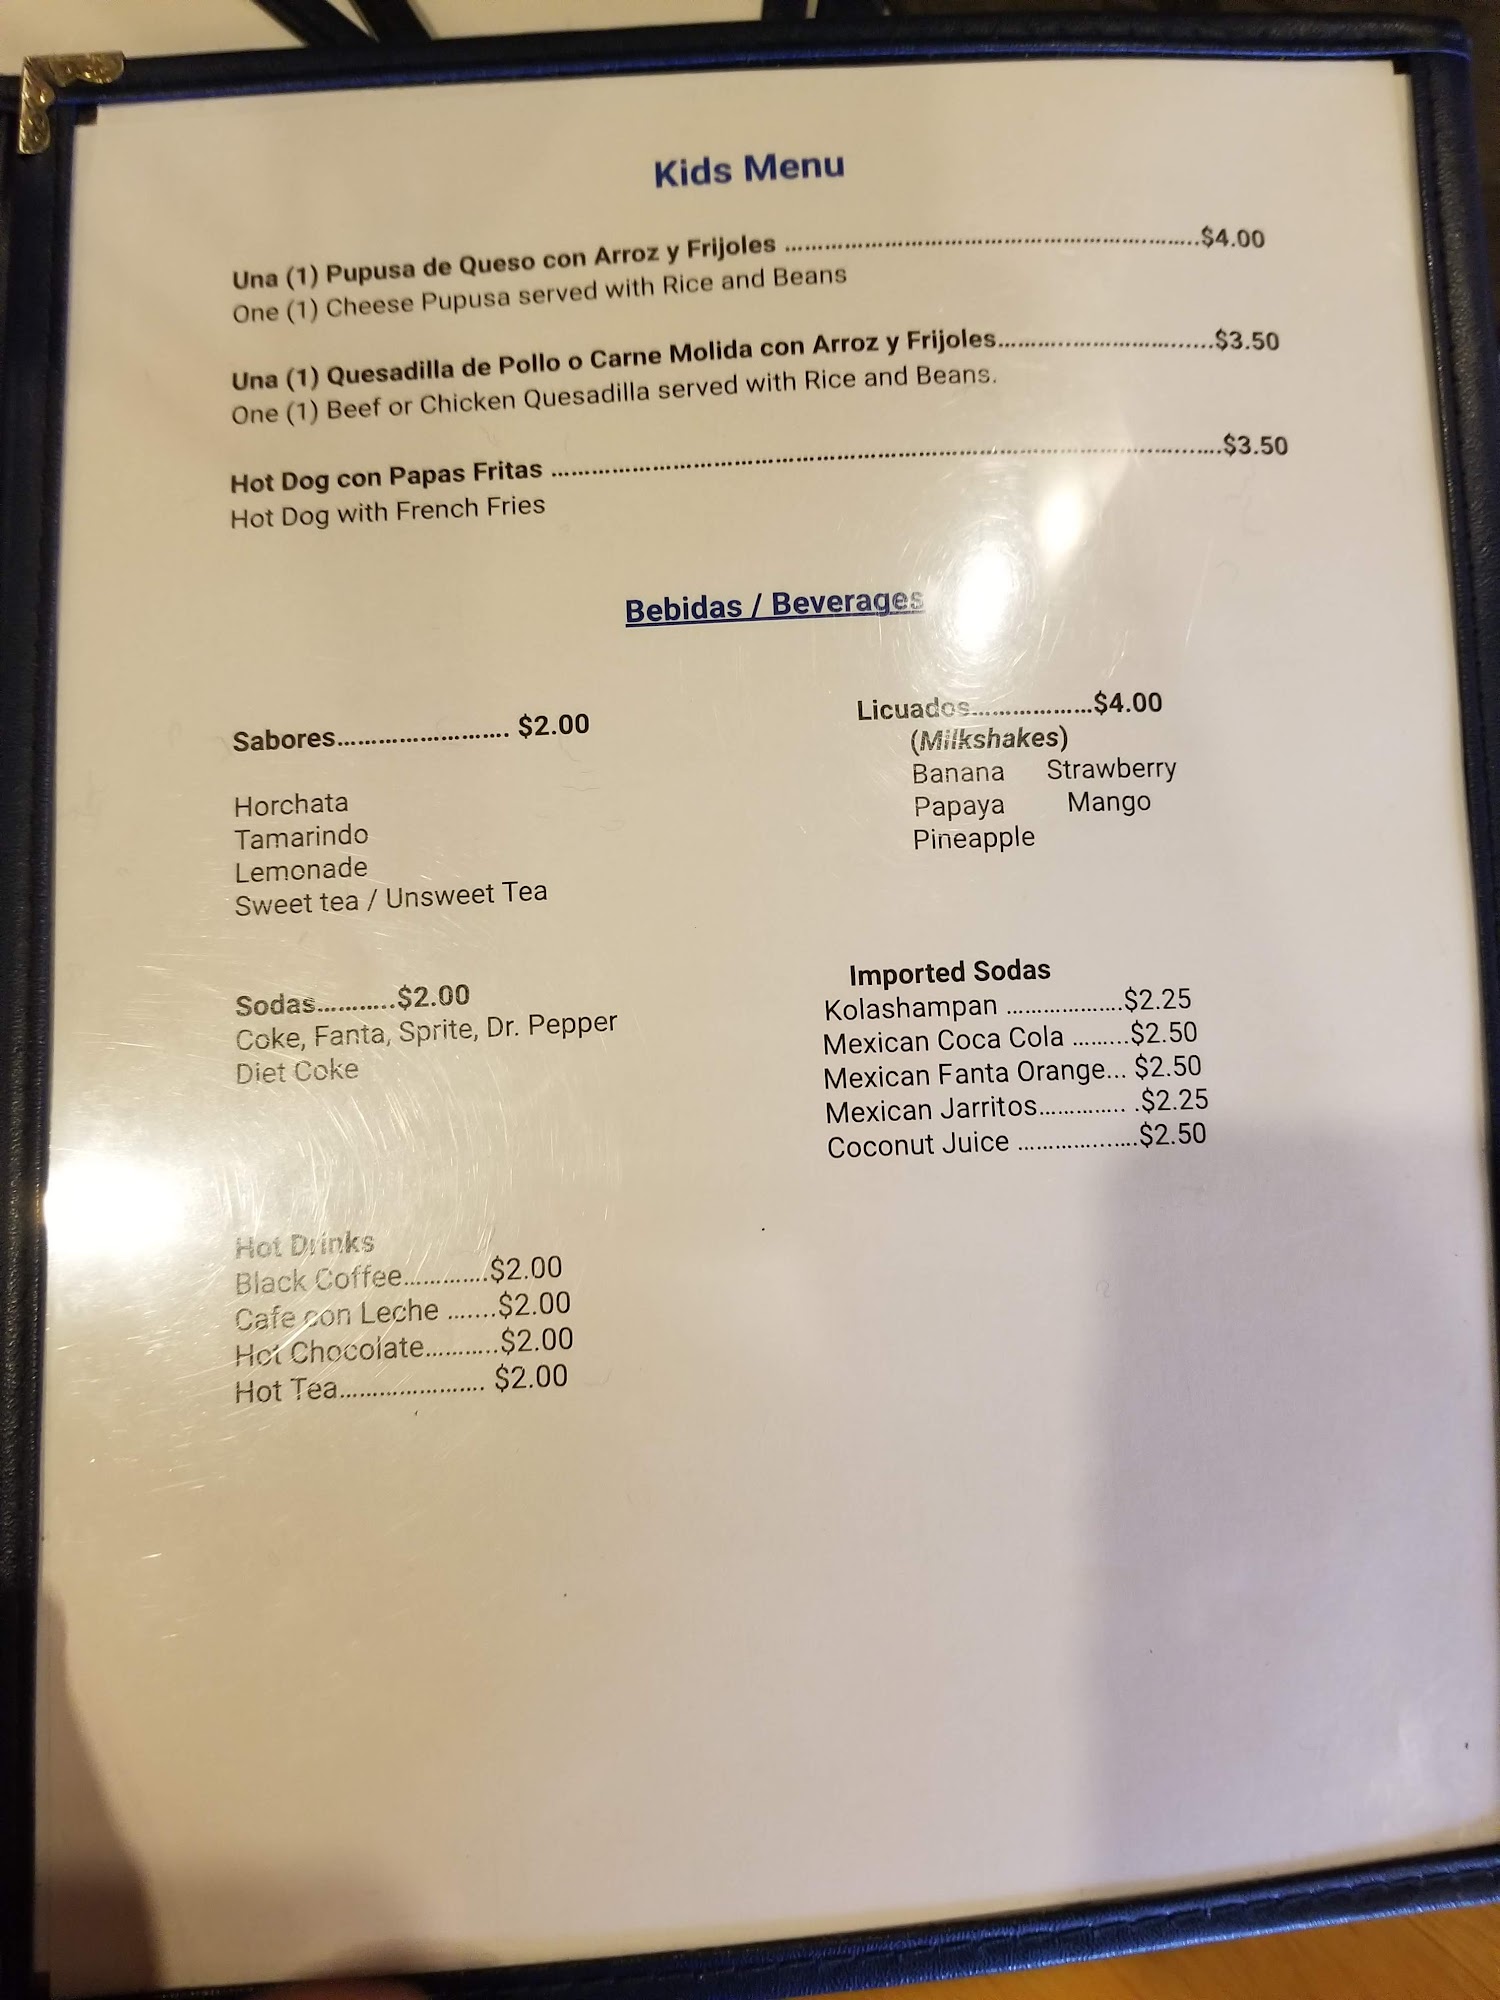 Kids Menu
Una (1) Pupusa de Queso con Arroz y Frijoles ........................................................$4.00
One (1) Cheese Pupusa served with Rice and Beans
Una (1) Quesadilla de Pollo o Carne Molida con Arroz y Frijoles..............................$3.50
One (1) Beef or Chicken Quesadilla served with Rice and Beans.
Hot Dog con Papas Fritas ..........................................................................................$3.50
Hot Dog with French Fries
Bebidas / Beverages
Sabores.......................... $2.00
Horchata
Tamarindo
Lemonade
Sweet tea / Unsweet Tea
Licuados..................$4.00
(Milkshakes)
Banana Strawberry
Papaya Mango
Pineapple
Sodas............$2.00
Coke, Fanta, Sprite, Dr. Pepper
Diet Coke
Imported Sodas
Kolashampan ...................$2.25
Mexican Coca Cola .........$2.50
Mexican Fanta Orange... $2.50
Mexican Jarritos.............. .$2.25
Coconut Juice ...................$2.50
Hot Drinks
Black Coffee.............$2.00
Cafe con Leche .......$2.00
Hot Chocolate...........$2.00
Hot Tea...................... $2.00